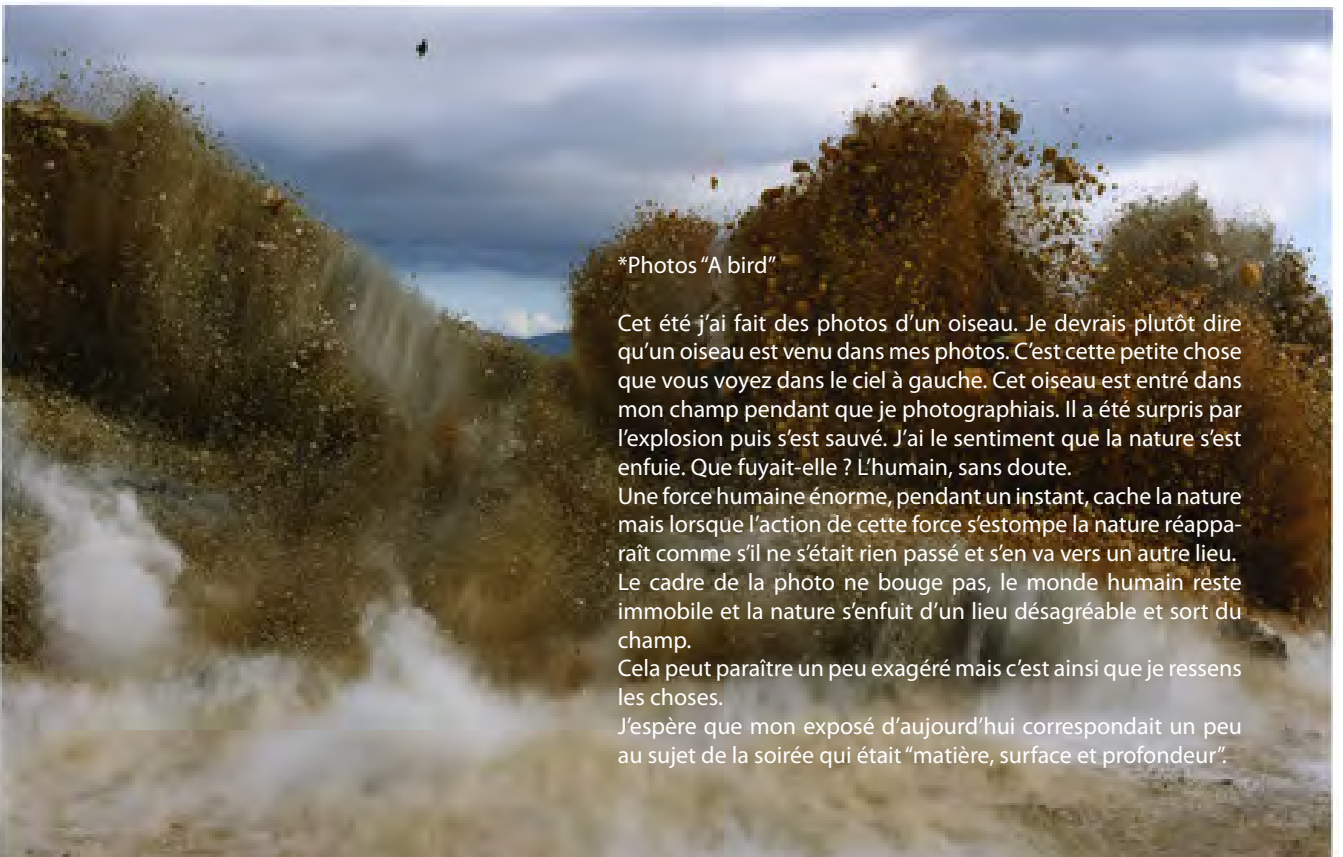 *Photos “A bird”
Cet été j’ai fait des photos d’un oiseau. Je devrais plutôt dire
qu’un oiseau est venu dans mes photos. C’est cette petite chose
que vous voyez dans le ciel à gauche. Cet oiseau est entré dans
mon champ pendant que je photographiais. Il a été surpris par
l’explosion puis s’est sauvé. J’ai le sentiment que la nature s’est
enfuie. Que fuyait-elle ? L’humain, sans doute.
Une force humaine énorme, pendant un instant, cache la nature
mais lorsque l’action de cette force s’estompe la nature réappa-
raît comme s’il ne s’était rien passé et s’en va vers un autre lieu.
Le cadre de la photo ne bouge pas, le monde humain reste
immobile et la nature s’enfuit d’un lieu désagréable et sort du
champ.
Cela peut paraître un peu exagéré mais c’est ainsi que je ressens
les choses.
J’espère que mon exposé d’aujourd’hui correspondait un peu
au sujet de la soirée qui était “matière, surface et profondeur”.